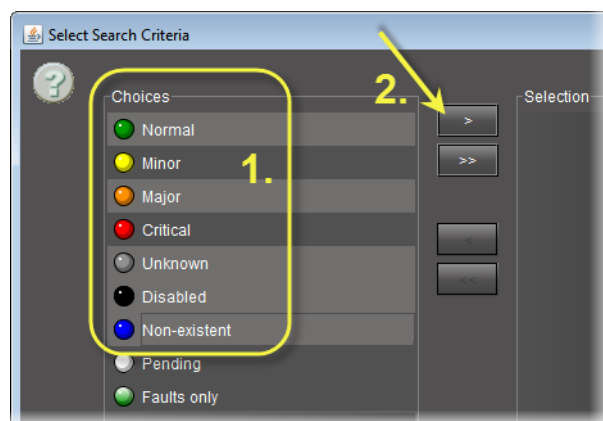 Select Search Criteria
?
Choices
2.
Selection
>
Normal
Minor
1.
>>
Major
Critical
<
Unknown
<<
Disabled
Non-existent
Pending
Faults only